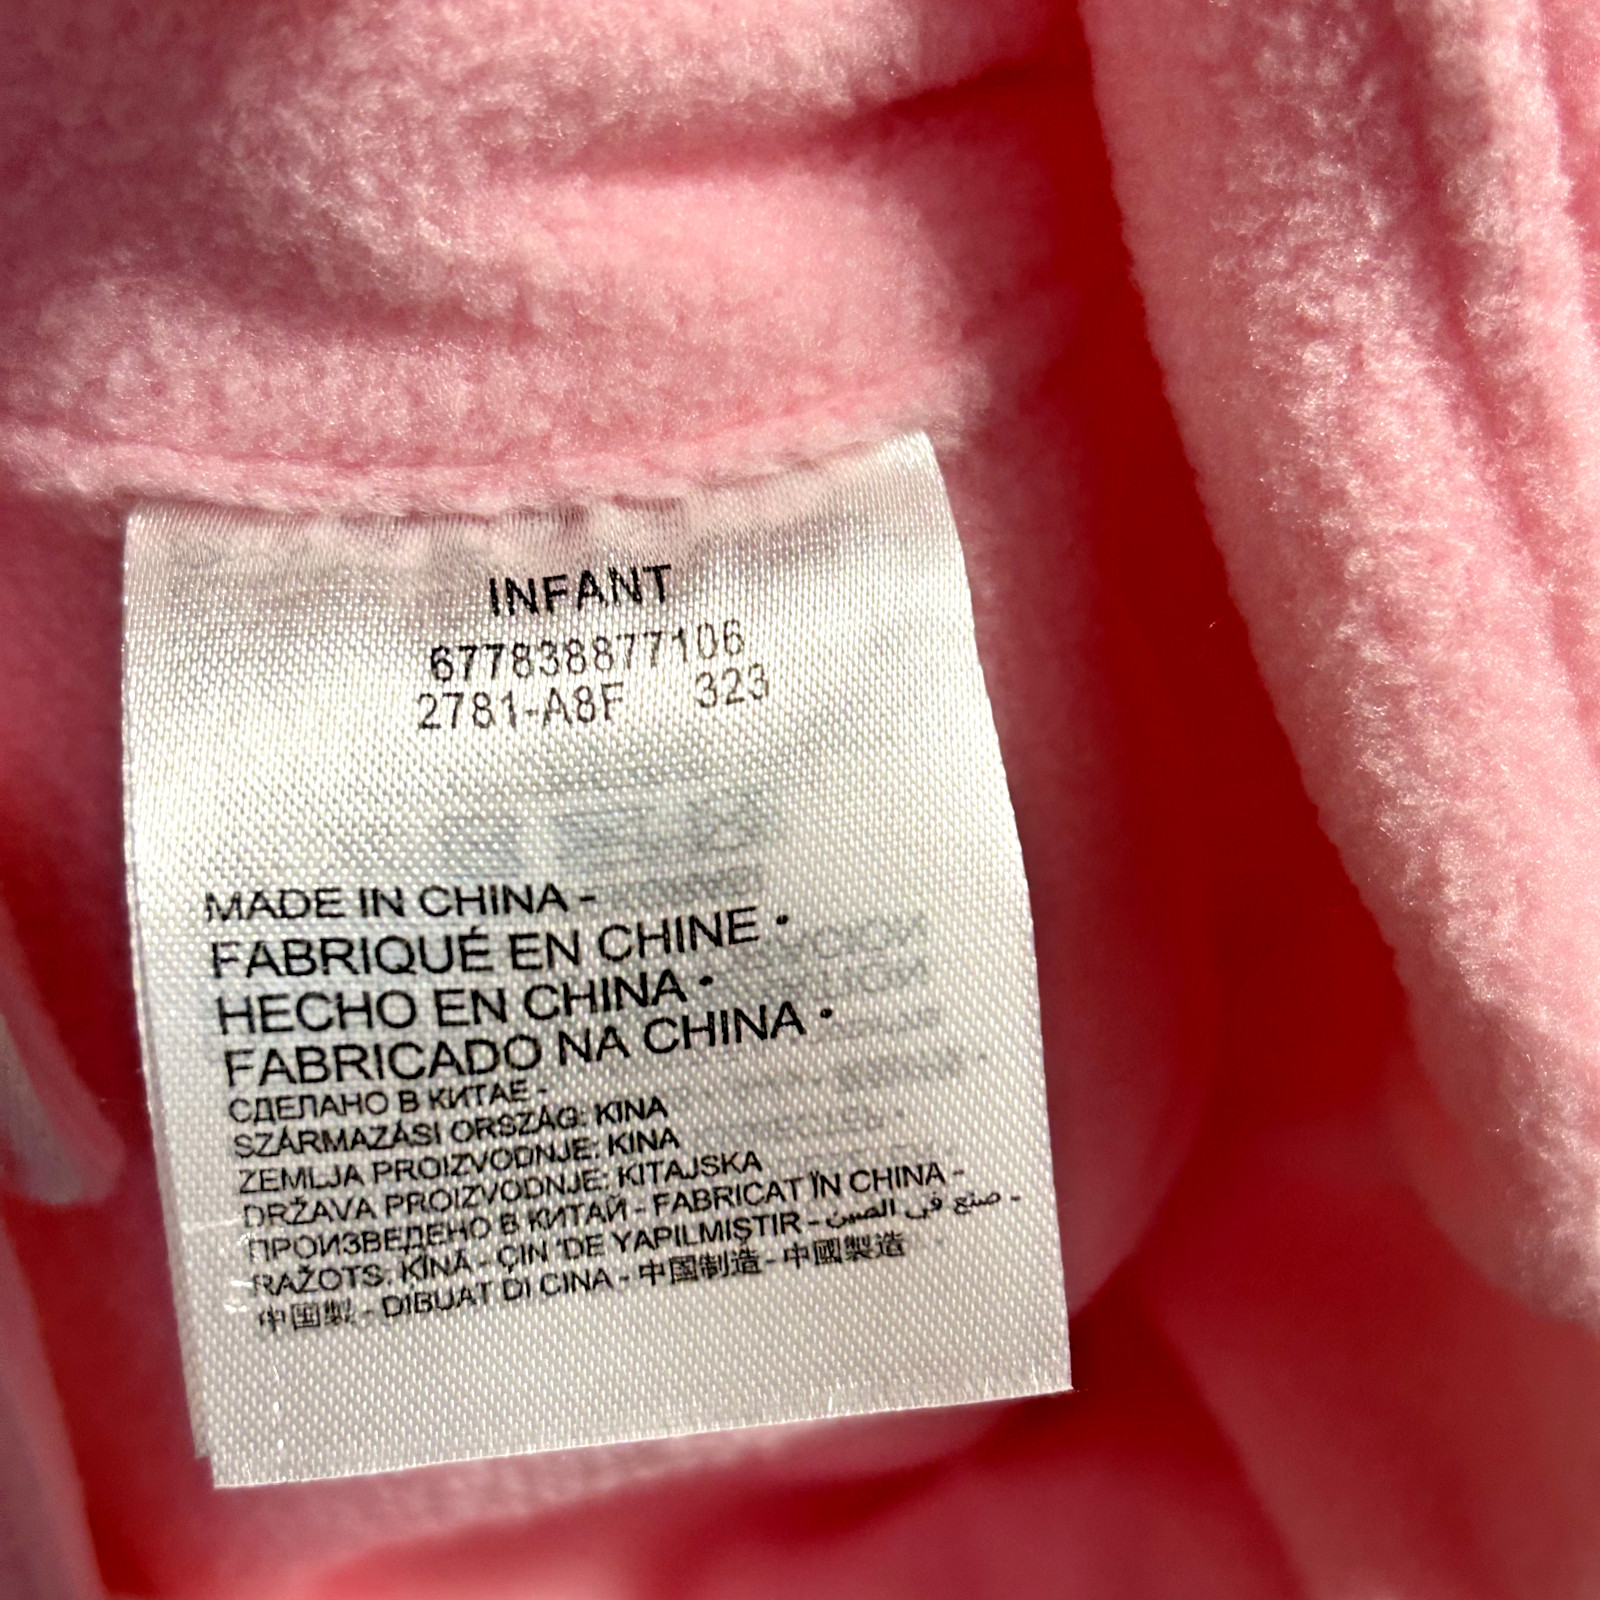 INFANT
677838877106
2781-A8F 323
MADE IN CHINA -
FABRIQUÉ EN CHINE •
HECHO EN CHINA •
FABRICADO NA CHINA •
СДЕЛАНО В КИТАЕ -
SZÁRMAZÁSI ORSZÁG: KINA
ZEMLJA PROIZVODNJE: KINA
DRŽAVA PROIZVODNJE: KITAJSKA
ПРОИЗВЕДЕНО В КИТАЙ - FABRICAT ÎN CHINA -
RAŽOTS: ĶĪNĀ - ÇIN 'DE YAPILMIŞTIR - صنع في الصين -
中国製 - DIBUAT DI CINA - 中国制造 - 中國製造